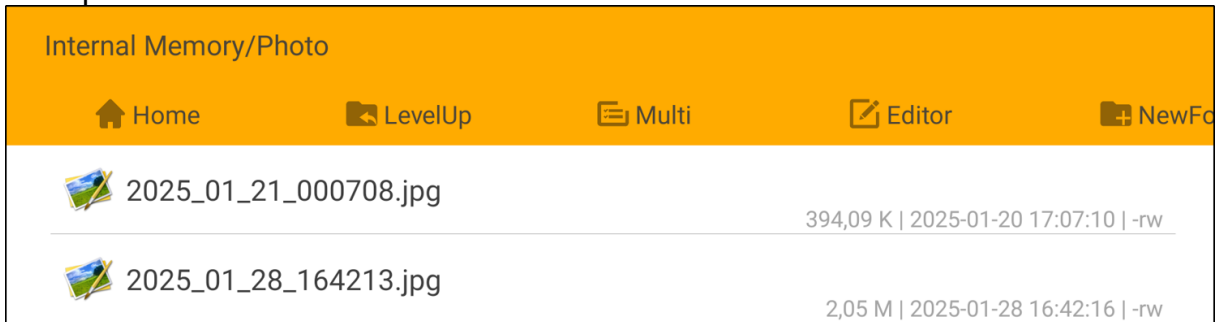 Internal Memory/Photo
Home LevelUp Multi Editor NewFo
2025_01_21_000708.jpg
394,09 K | 2025-01-20 17:07:10 | -rw
2025_01_28_164213.jpg
2,05 M | 2025-01-28 16:42:16 | -rw